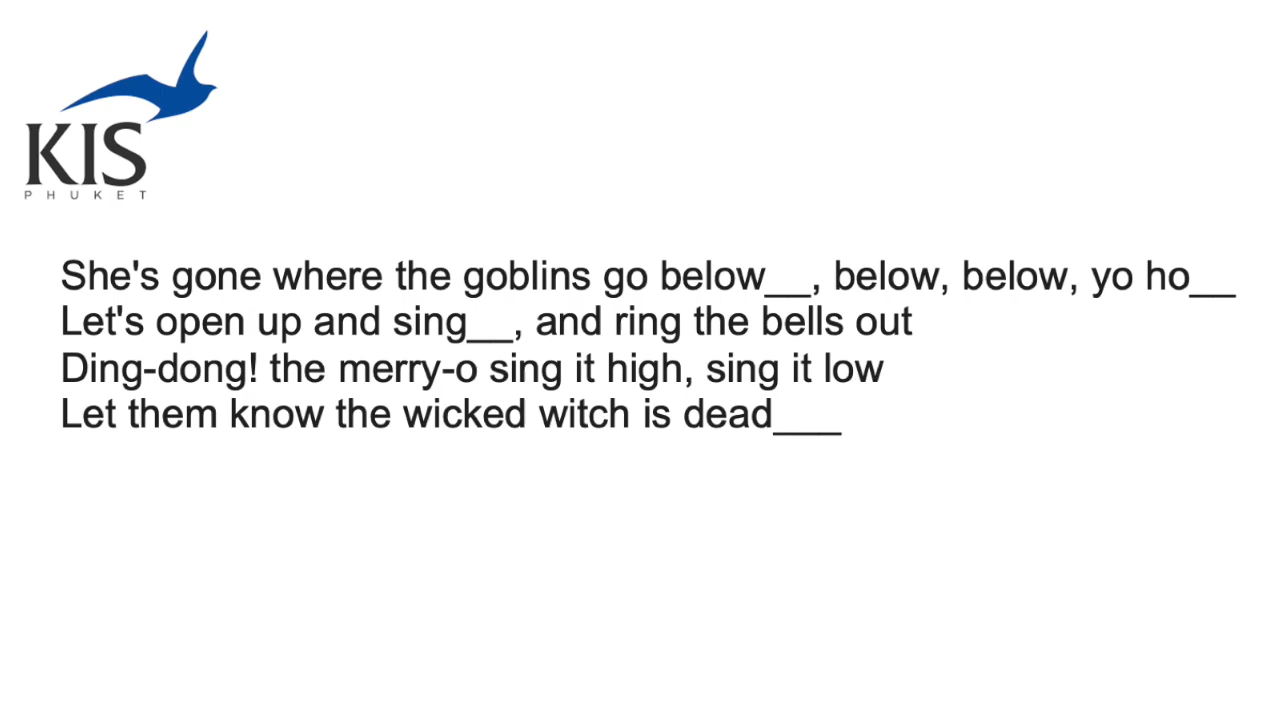 KIS
PHUKET
She's gone where the goblins go below__, below, below, yo ho__
Let's open up and sing__, and ring the bells out
Ding-dong! the merry-o sing it high, sing it low
Let them know the wicked witch is dead___